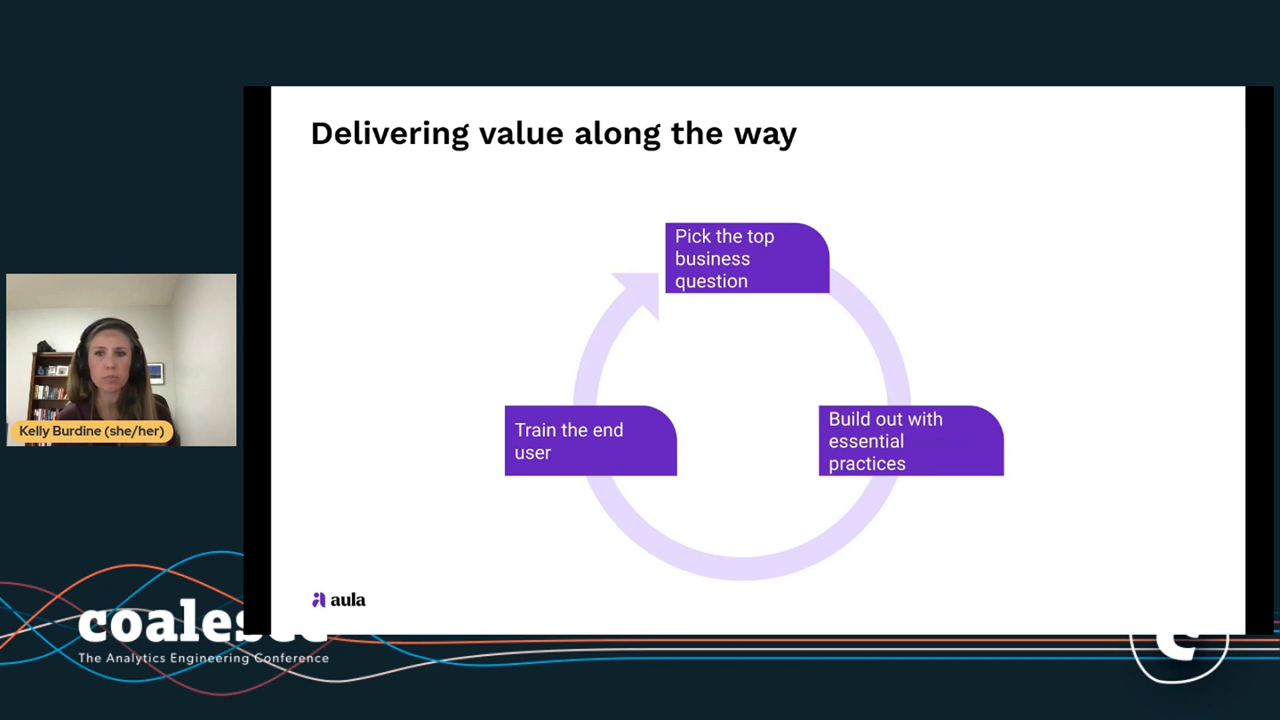 Delivering value along the way
Pick the top
business
question
Train the end
user
Build out with
essential
practices
Kelly Burdine (she/her)
aula
coalesce
The Analytics Engineering Conference